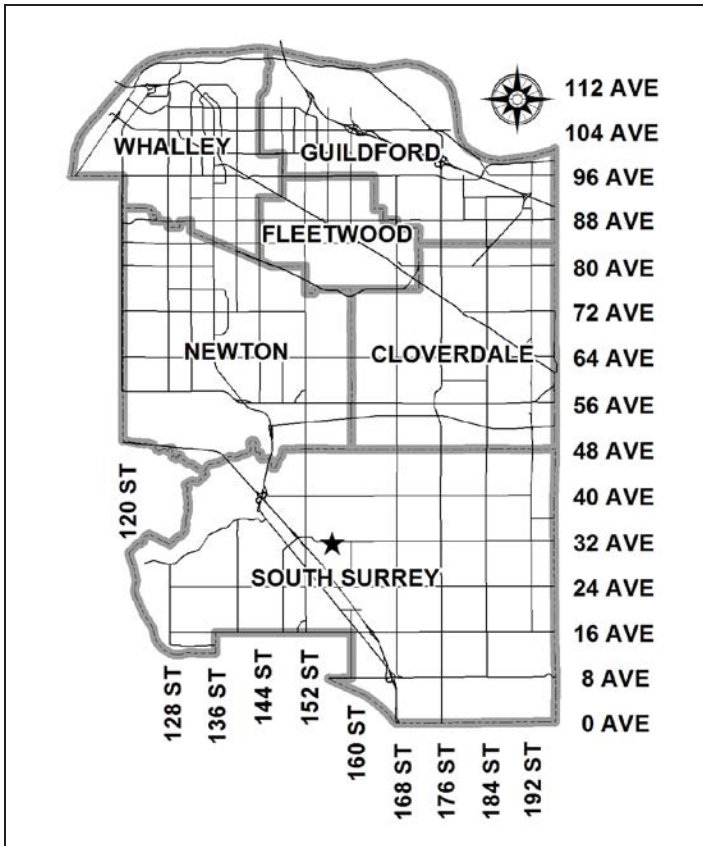 112 AVE
104 AVE
WHALLEY
GUILDFORD
96 AVE
88 AVE
FLEETWOOD
80 AVE
72 AVE
NEWTON
CLOVERDALE
64 AVE
56 AVE
48 AVE
120 ST
40 AVE
32 AVE
SOUTH SURREY
24 AVE
16 AVE
128 ST
136 ST
144 ST
152 ST
8 AVE
160 ST
168 ST
176 ST
184 ST
192 ST
0 AVE